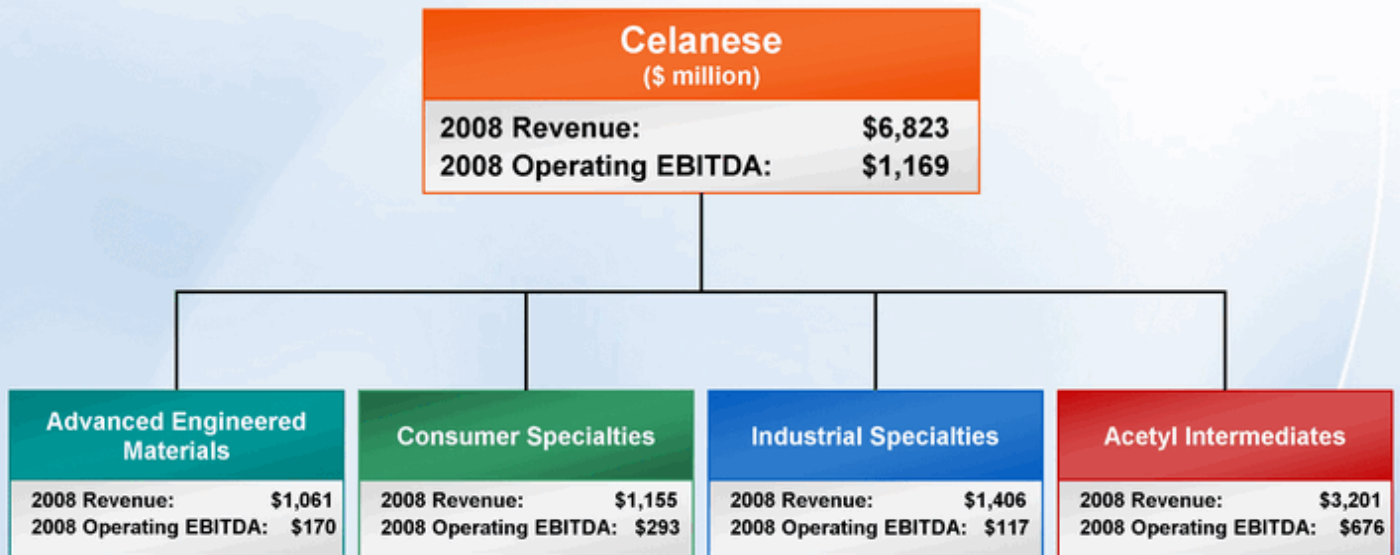 Celanese
($ million)
2008 Revenue: $6,823
2008 Operating EBITDA: $1,169
Advanced Engineered
Materials
2008 Revenue: $1,061
2008 Operating EBITDA: $170
Consumer Specialties
2008 Revenue: $1,155
2008 Operating EBITDA: $293
Industrial Specialties
2008 Revenue: $1,406
2008 Operating EBITDA: $117
Acetyl Intermediates
2008 Revenue: $3,201
2008 Operating EBITDA: $676